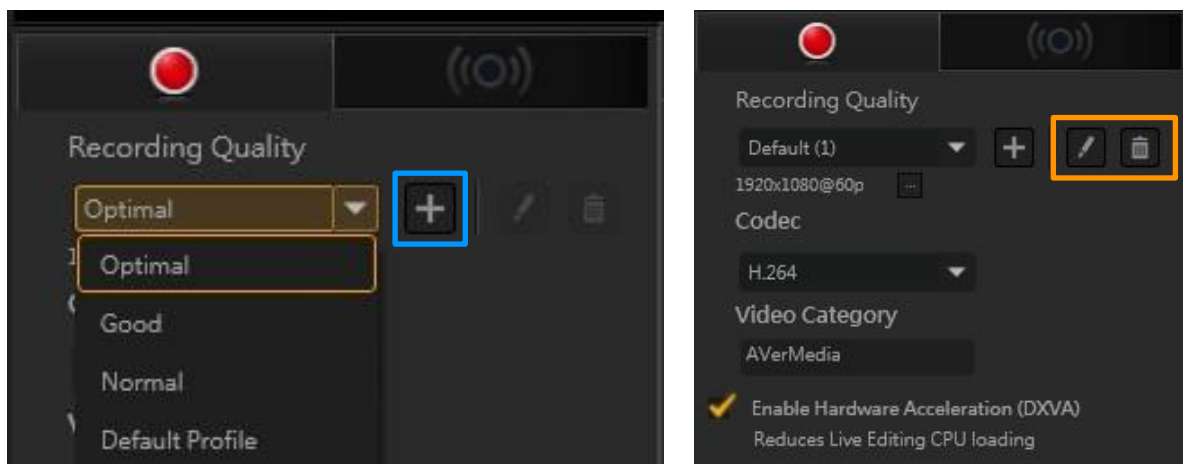 Recording Quality
Optimal
Optimal
Good
Normal
Default Profile
Recording Quality
Default (1)
1920x1080@60p ...
Codec
H.264
Video Category
AVerMedia
Enable Hardware Acceleration (DXVA)
Reduces Live Editing CPU loading